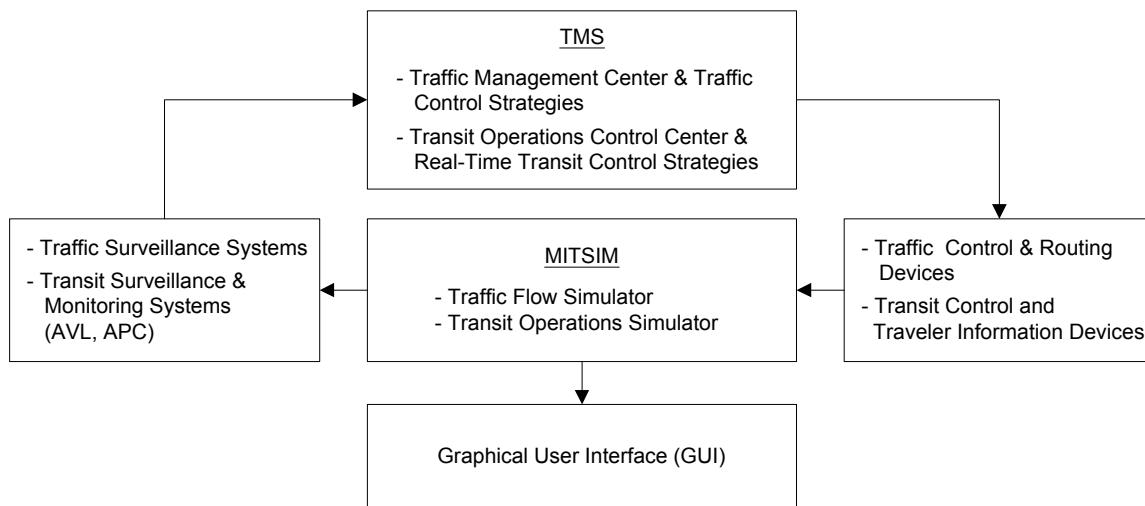 TMS
- Traffic Management Center & Traffic
Control Strategies
- Transit Operations Control Center &
Real-Time Transit Control Strategies
- Traffic Surveillance Systems
- Transit Surveillance &
Monitoring Systems
(AVL, APC)
MITSIM
- Traffic Flow Simulator
- Transit Operations Simulator
- Traffic Control & Routing
Devices
- Transit Control and
Traveler Information Devices
Graphical User Interface (GUI)